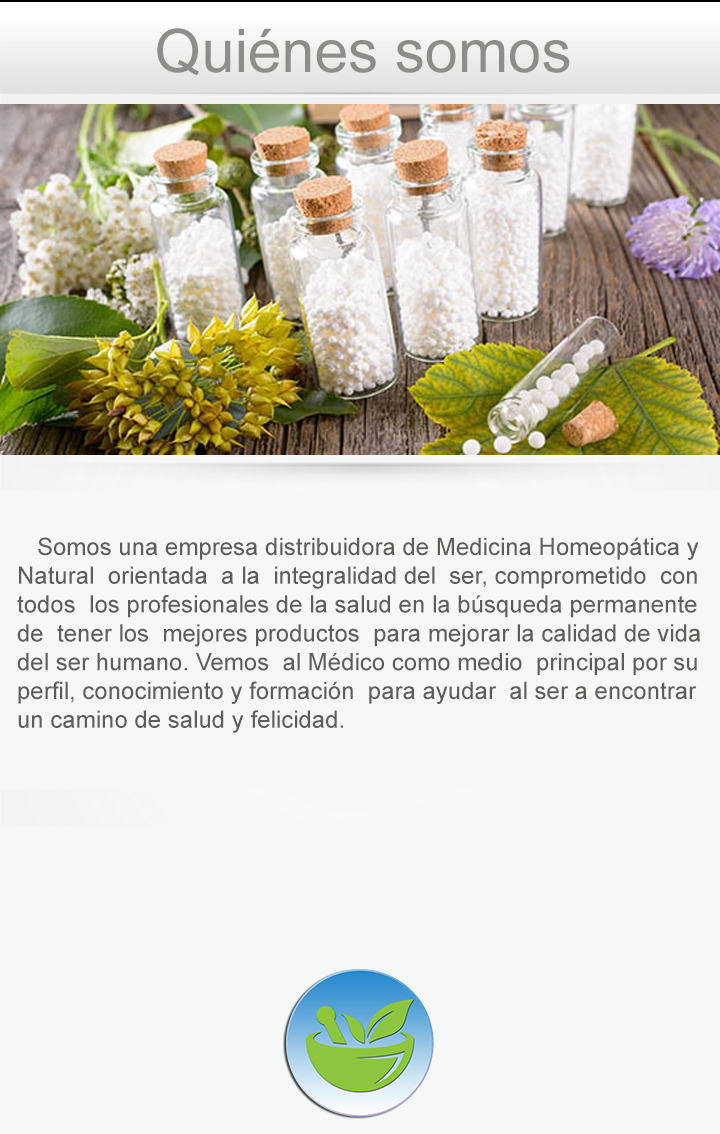 Quiénes somos
Somos una empresa distribuidora de Medicina Homeopática y
Natural orientada a la integralidad del ser, comprometido con
todos los profesionales de la salud en la búsqueda permanente
de tener los mejores productos para mejorar la calidad de vida
del ser humano. Vemos al Médico como medio principal por su
perfil, conocimiento y formación para ayudar al ser a encontrar
un camino de salud y felicidad.